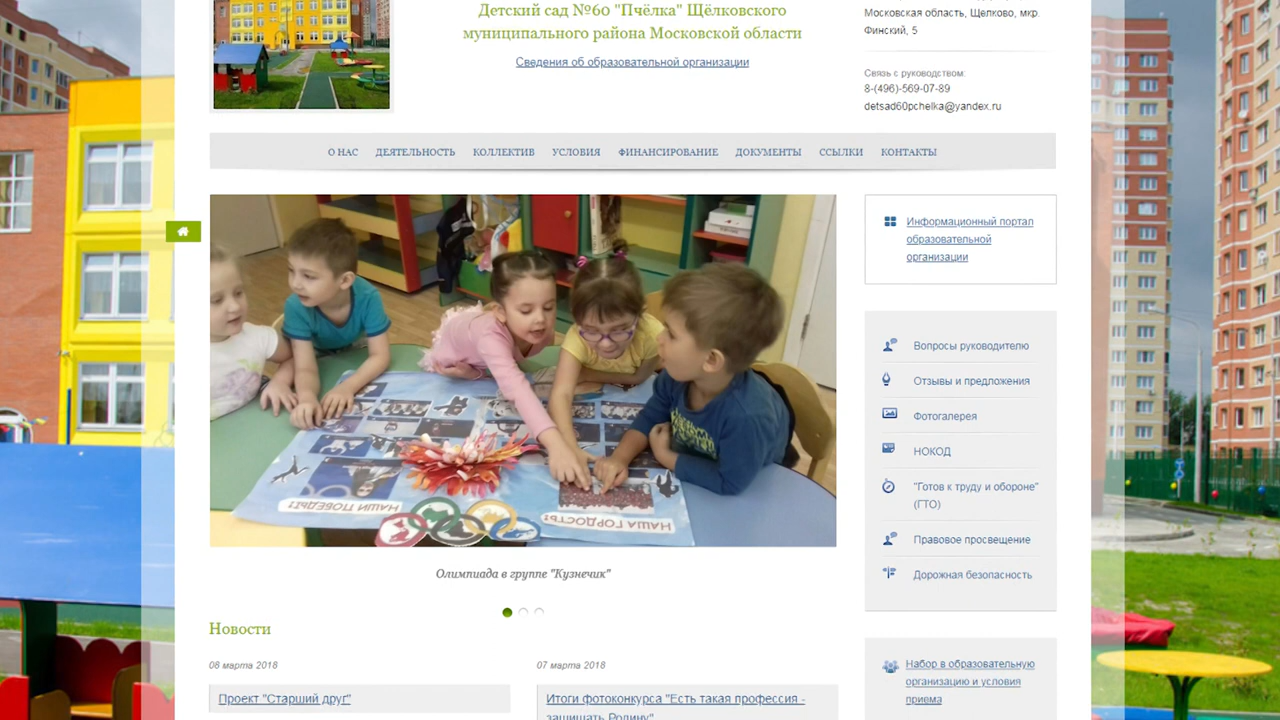 Детский сад №60 "Пчёлка" Щёлковского
муниципального района Московской области
Сведения об образовательной организации
Московская область, Щелково, мкр.
Финский, 5
Связь с руководством:
8-(496)-569-07-89
detsad60pchelka@yandex.ru
О НАС ДЕЯТЕЛЬНОСТЬ КОЛЛЕКТИВ УСЛОВИЯ ФИНАНСИРОВАНИЕ ДОКУМЕНТЫ ССЫЛКИ КОНТАКТЫ
НАШИ ПОБЕДЫ!
НАША ГОРДОСТЬ!
Олимпиада в группе "Кузнечик"
Новости
08 марта 2018
Проект "Старший друг"
07 марта 2018
Итоги фотоконкурса "Есть такая профессия -
защищать Родину"
Информационный портал
образовательной
организации
Вопросы руководителю
Отзывы и предложения
Фотогалерея
НОКОД
"Готов к труду и обороне"
(ГТО)
Правовое просвещение
Дорожная безопасность
Набор в образовательную
организацию и условия
приема